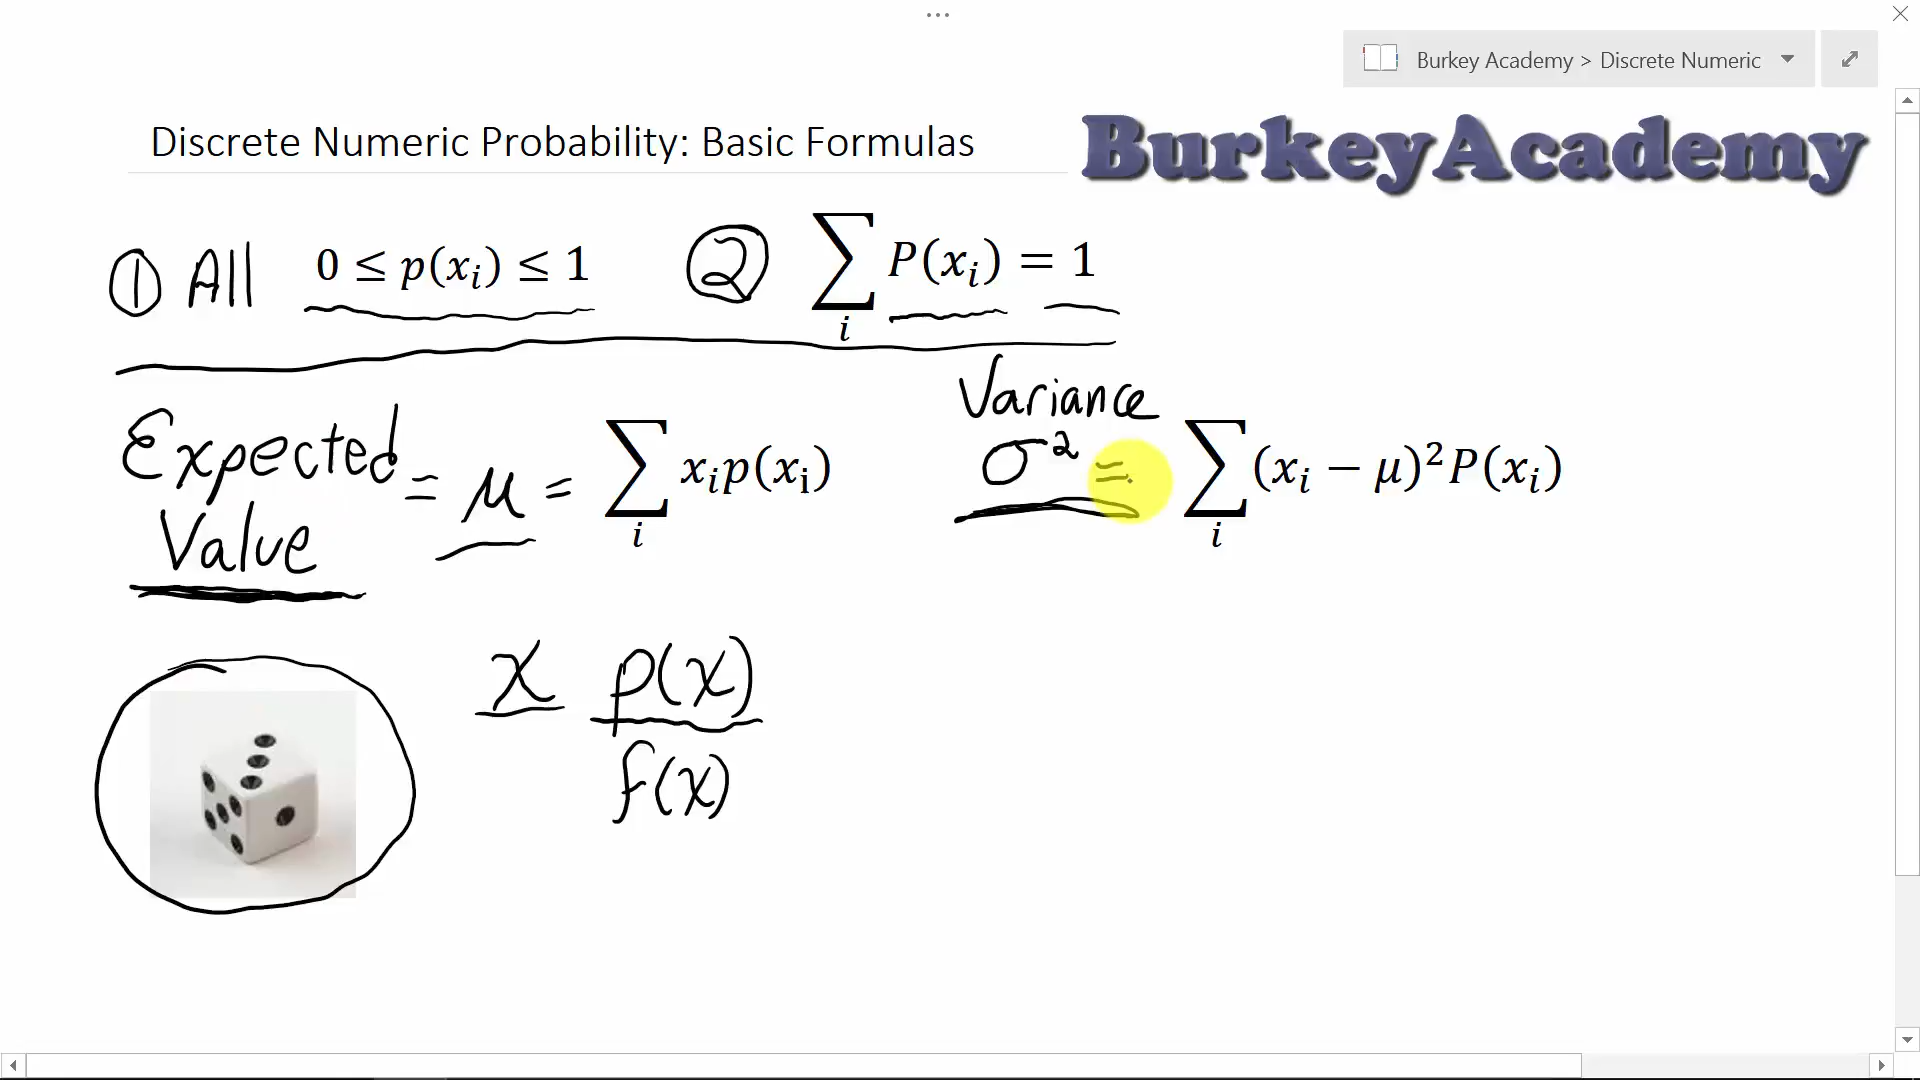 ...
Burkey Academy > Discrete Numeric
Discrete Numeric Probability: Basic Formulas
BurkeyAcademy
① All 0 ≤ p(xᵢ) ≤ 1 ② ∑ᵢ P(xᵢ) = 1
Expected Value = μ = ∑ᵢ xᵢp(xᵢ)
Variance
σ² = ∑ᵢ (xᵢ − μ)²P(xᵢ)
x p(x)
f(x)